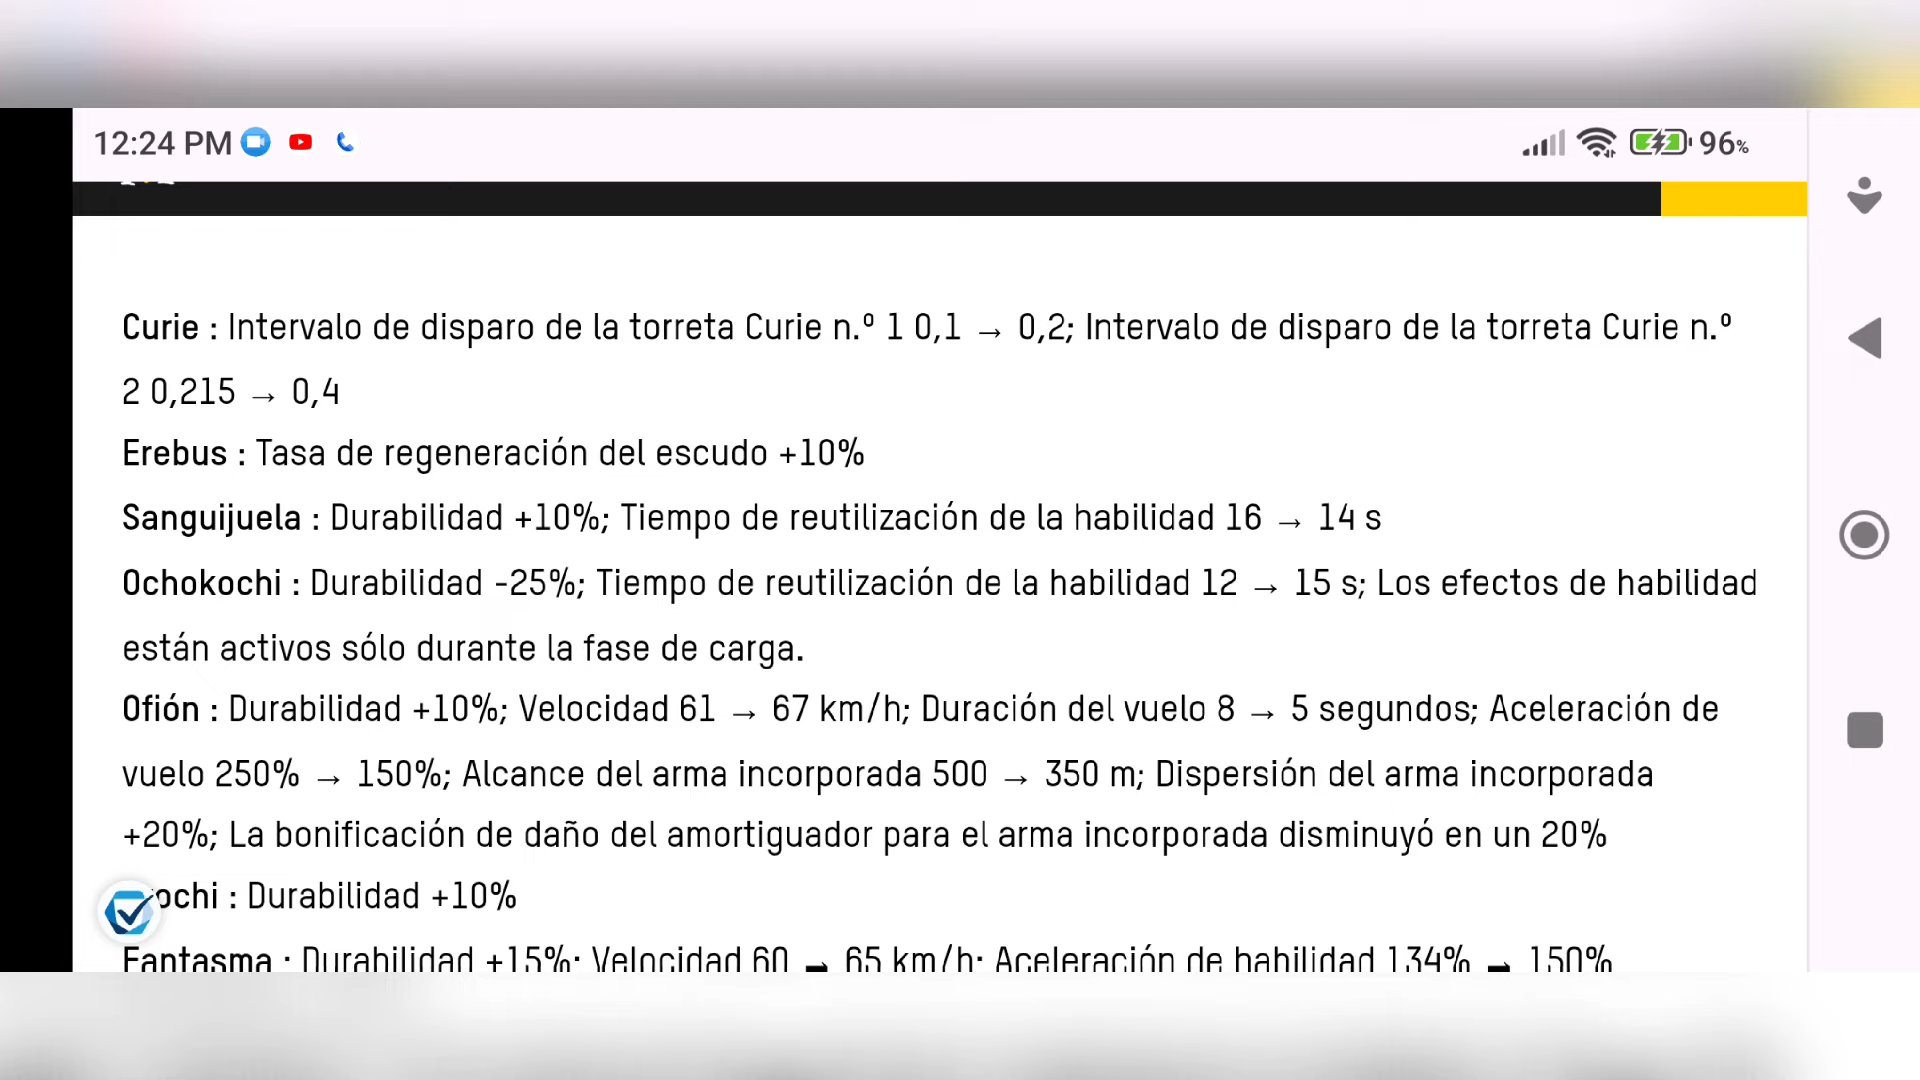 12:24 PM 96%
Curie : Intervalo de disparo de la torreta Curie n.º 1 0,1 → 0,2; Intervalo de disparo de la torreta Curie n.º
2 0,215 → 0,4
Erebus : Tasa de regeneración del escudo +10%
Sanguijuela : Durabilidad +10%; Tiempo de reutilización de la habilidad 16 → 14 s
Ochokochi : Durabilidad -25%; Tiempo de reutilización de la habilidad 12 → 15 s; Los efectos de habilidad
están activos sólo durante la fase de carga.
Ofión : Durabilidad +10%; Velocidad 61 → 67 km/h; Duración del vuelo 8 → 5 segundos; Aceleración de
vuelo 250% → 150%; Alcance del arma incorporada 500 → 350 m; Dispersión del arma incorporada
+20%; La bonificación de daño del amortiguador para el arma incorporada disminuyó en un 20%
: Durabilidad +10%
Fantasma : Durabilidad +15%; Velocidad 60 → 65 km/h; Aceleración de habilidad 134% → 150%